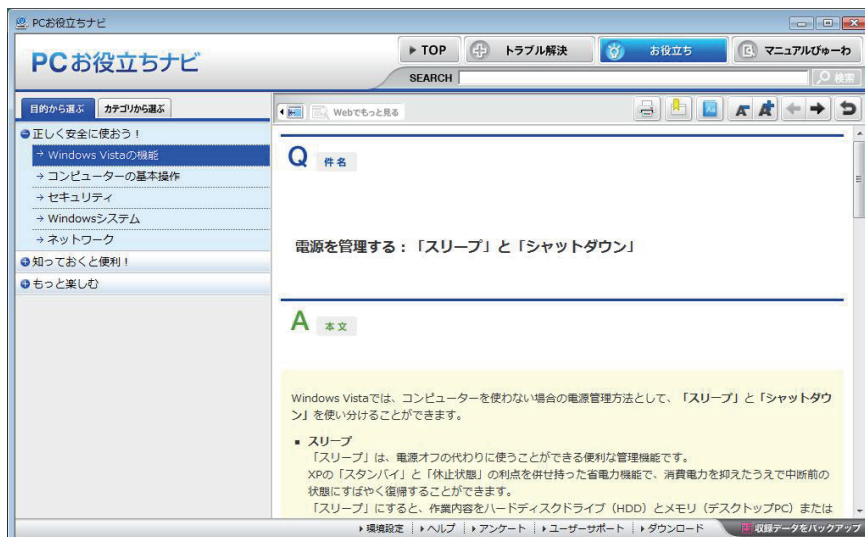 PCお役立ちナビ
PCお役立ちナビ
TOP
トラブル解決
お役立ち
マニュアルびゅーわ
SEARCH
検索
目的から選ぶ
カテゴリから選ぶ
Webでもっと見る
正しく安全に使おう！
→ Windows Vistaの機能
→ コンピューターの基本操作
→ セキュリティ
→ Windowsシステム
→ ネットワーク
知っておくと便利！
もっと楽しむ
Q 件名
電源を管理する：「スリープ」と「シャットダウン」
A 本文
Windows Vistaでは、コンピューターを使わない場合の電源管理方法として、「スリープ」と「シャットダウ
ン」を使い分けることができます。
■ スリープ
「スリープ」は、電源オフの代わりに使うことができる便利な管理機能です。
XPの「スタンバイ」と「休止状態」の利点を併せ持った省電力機能で、消費電力を抑えたうえで中断前の
状態にすばやく復帰することができます。
「スリープ」にすると、作業内容をハードディスクドライブ（HDD）とメモリ（デスクトップPC）または
環境設定
ヘルプ
アンケート
ユーザーサポート
ダウンロード
収録データをバックアップ